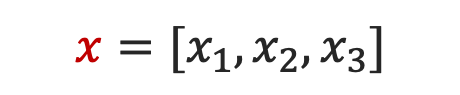 x = [x₁, x₂, x₃]